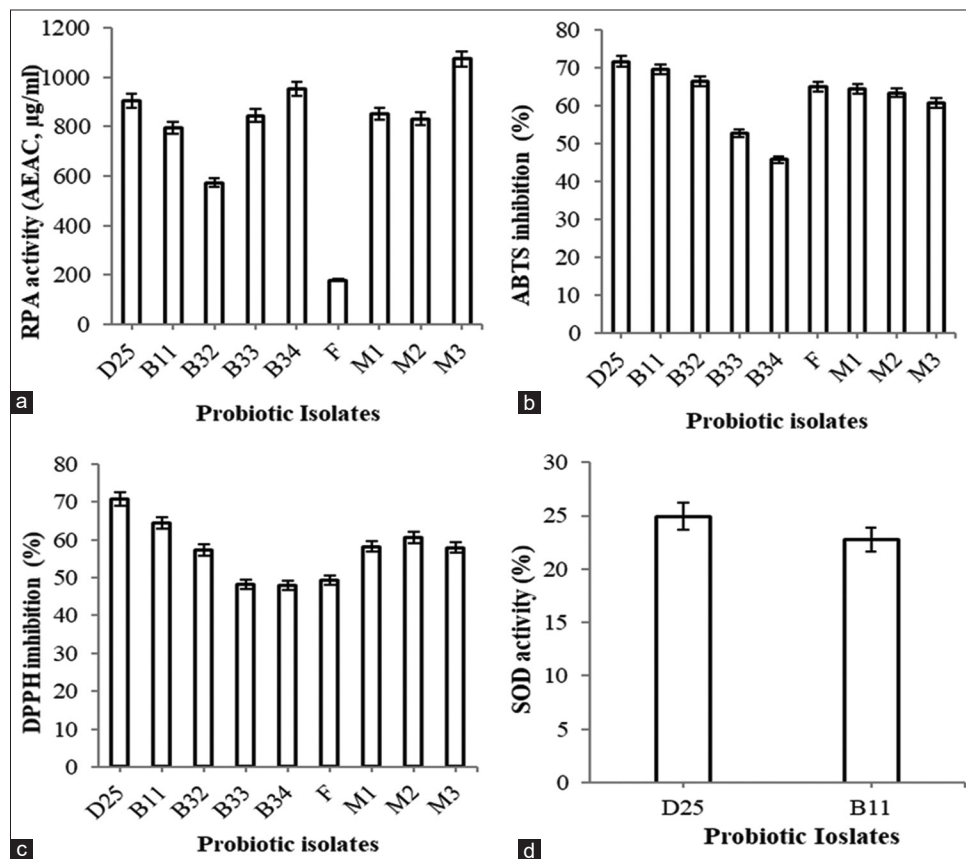 RPA activity (AEAC, µg/ml)
1200
1000
800
600
400
200
0
D25 B11 B32 B33 B34 F M1 M2 M3
Probiotic Isolates
a
ABTS inhibition (%)
80
70
60
50
40
30
20
10
0
D25 B11 B32 B33 B34 F M1 M2 M3
Probiotic isolates
b
DPPH imhibition (%)
80
70
60
50
40
30
20
10
0
D25 B11 B32 B33 B34 F M1 M2 M3
Probiotic isolates
c
SOD activity (%)
30
25
20
15
10
5
0
D25 B11
Probiotic Ioslates
d